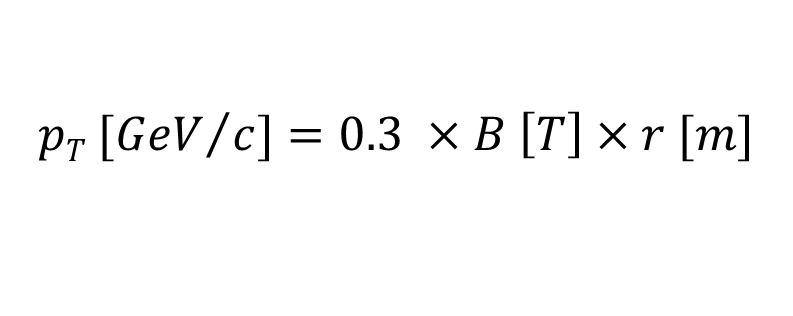 p_T [GeV/c] = 0.3 × B [T] × r [m]